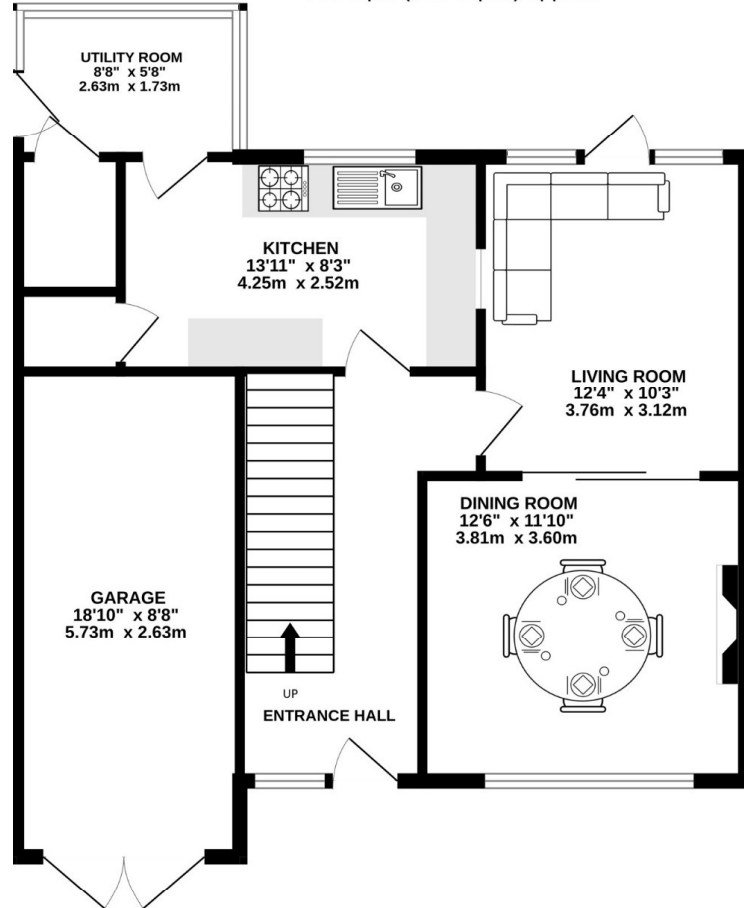 UTILITY ROOM
8'8" x 5'8"
2.63m x 1.73m
KITCHEN
13'11" x 8'3"
4.25m x 2.52m
LIVING ROOM
12'4" x 10'3"
3.76m x 3.12m
DINING ROOM
12'6" x 11'10"
3.81m x 3.60m
GARAGE
18'10" x 8'8"
5.73m x 2.63m
UP
ENTRANCE HALL